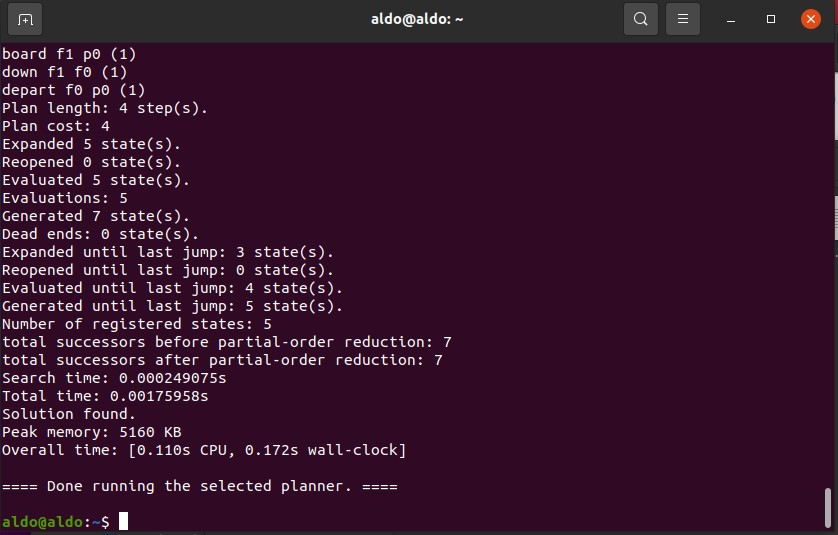 aldo@aldo: ~
board f1 p0 (1)
down f1 f0 (1)
depart f0 p0 (1)
Plan length: 4 step(s).
Plan cost: 4
Expanded 5 state(s).
Reopened 0 state(s).
Evaluated 5 state(s).
Evaluations: 5
Generated 7 state(s).
Dead ends: 0 state(s).
Expanded until last jump: 3 state(s).
Reopened until last jump: 0 state(s).
Evaluated until last jump: 4 state(s).
Generated until last jump: 5 state(s).
Number of registered states: 5
total successors before partial-order reduction: 7
total successors after partial-order reduction: 7
Search time: 0.000249075s
Total time: 0.00175958s
Solution found.
Peak memory: 5160 KB
Overall time: [0.110s CPU, 0.172s wall-clock]
==== Done running the selected planner. ====
aldo@aldo:~$